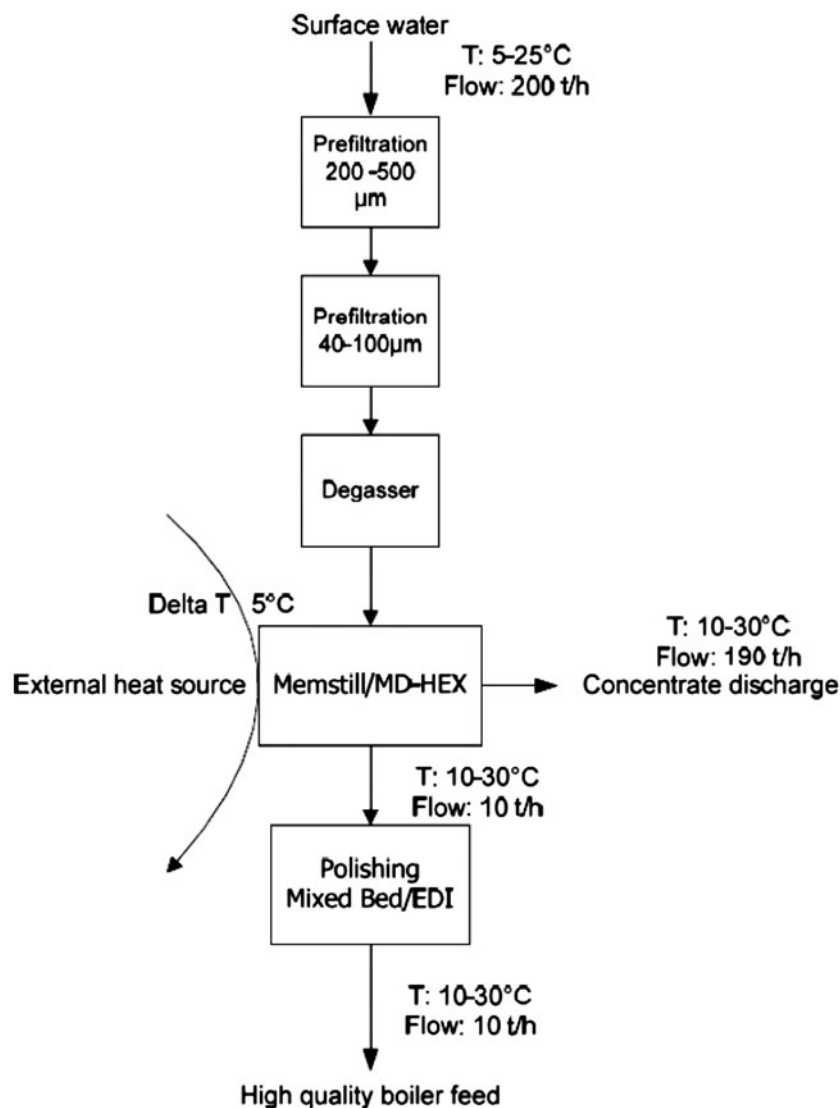 Surface water
T: 5-25°C
Flow: 200 t/h
Prefiltration
200 -500
µm
Prefiltration
40-100µm
Degasser
Delta T 5°C
External heat source
Memstill/MD-HEX
T: 10-30°C
Flow: 190 t/h
Concentrate discharge
T: 10-30°C
Flow: 10 t/h
Polishing
Mixed Bed/EDI
T: 10-30°C
Flow: 10 t/h
High quality boiler feed